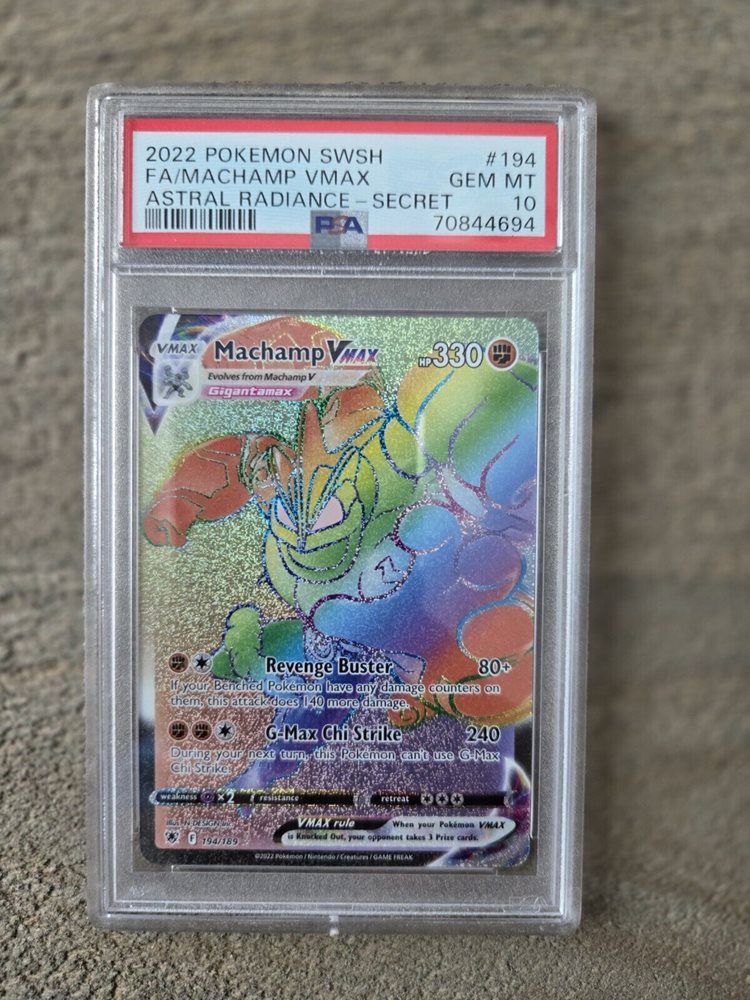 2022 POKEMON SWSH #194
FA/MACHAMP VMAX GEM MT
ASTRAL RADIANCE-SECRET 10
PSA 70844694
VMAX Machamp VMAX HP 330
Evolves from Machamp V
Gigantamax
Revenge Buster 80+
If your Benched Pokémon have any damage counters on
them, this attack does 140 more damage.
G-Max Chi Strike 240
During your next turn, this Pokémon can't use G-Max
Chi Strike.
weakness ×2 resistance retreat
VMAX rule When your Pokémon VMAX
is Knocked Out, your opponent takes 3 Prize cards.
F 194/189
©2022 Pokémon / Nintendo / Creatures / GAME FREAK